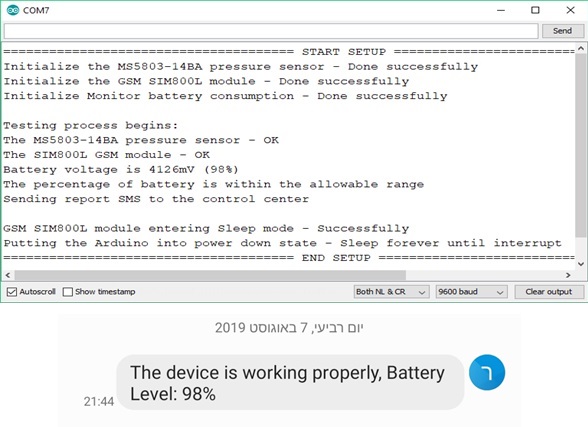 COM7
Send
==================================== START SETUP =======================
Initialize the MS5803-14BA pressure sensor - Done successfully
Initialize the GSM SIM800L module - Done successfully
Initialize Monitor battery consumption - Done successfully
Testing process begins:
The MS5803-14BA pressure sensor - OK
The SIM800L GSM module - OK
Battery voltage is 4126mV (98%)
The percentage of battery is within the allowable range
Sending report SMS to the control center
GSM SIM800L module entering Sleep mode - Successfully
Putting the Arduino into power down state - Sleep forever until interrupt
==================================== END SETUP =========================
Autoscroll Show timestamp Both NL & CR 9600 baud Clear output
יום רביעי, 7 באוגוסט 2019
The device is working properly, Battery
Level: 98%
ר
21:44